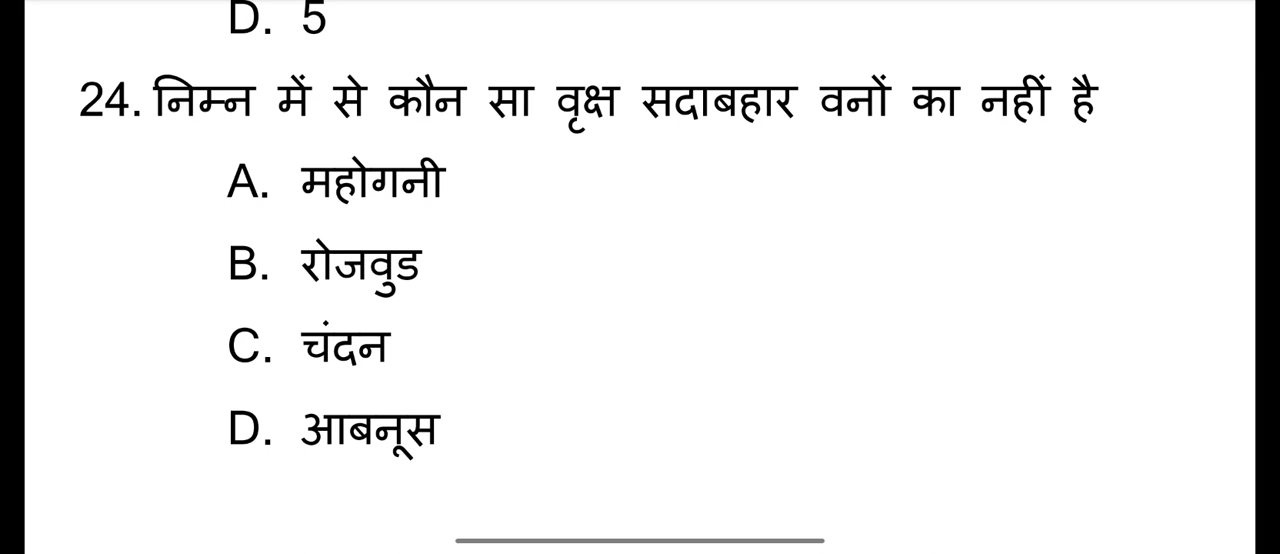 D. 5
24. निम्न में से कौन सा वृक्ष सदाबहार वनों का नहीं है
A. महोगनी
B. रोजवुड
C. चंदन
D. आबनूस